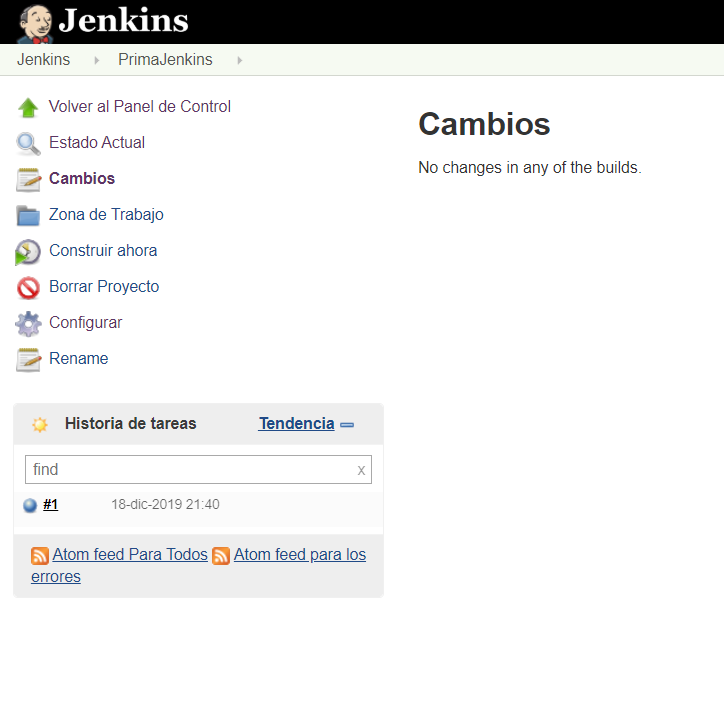 Jenkins
Jenkins PrimaJenkins
Volver al Panel de Control
Estado Actual
Cambios
Zona de Trabajo
Construir ahora
Borrar Proyecto
Configurar
Rename
Historia de tareas Tendencia
find x
#1 18-dic-2019 21:40
Atom feed Para Todos Atom feed para los
errores
Cambios
No changes in any of the builds.